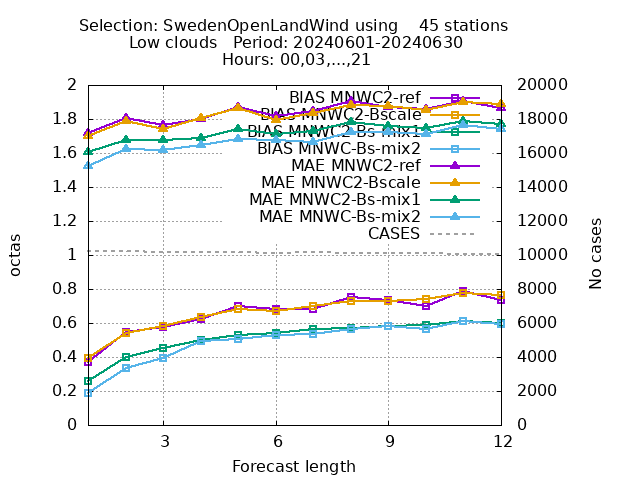 Selection: SwedenOpenLandWind using    45 stations
Low clouds   Period: 20240601-20240630
Hours: 00,03,...,21
2
1.8
1.6
1.4
1.2
1
0.8
0.6
0.4
0.2
0
octas
BIAS MNWC2-ref
BIAS MNWC2-Bscale
BIAS MNWC2-Bs-mix1
BIAS MNWC-Bs-mix2
MAE MNWC2-ref
MAE MNWC2-Bscale
MAE MNWC2-Bs-mix1
MAE MNWC-Bs-mix2
CASES
20000
18000
16000
14000
12000
10000
8000
6000
4000
2000
0
No cases
3 6 9 12
Forecast length